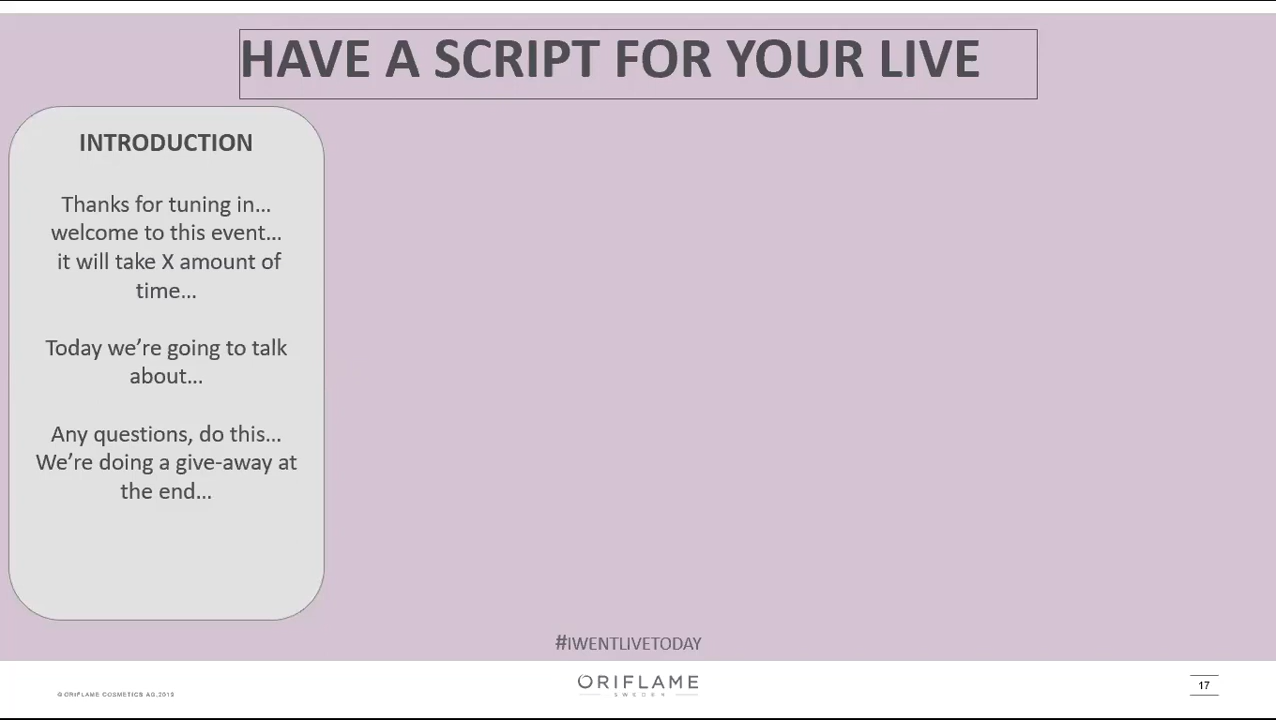 HAVE A SCRIPT FOR YOUR LIVE
INTRODUCTION
Thanks for tuning in...
welcome to this event...
it will take X amount of
time...
Today we're going to talk
about...
Any questions, do this...
We're doing a give-away at
the end...
#IWENTLIVETODAY
ORIFLAME
SWEDEN
© ORIFLAME COSMETICS AG, 2013
17